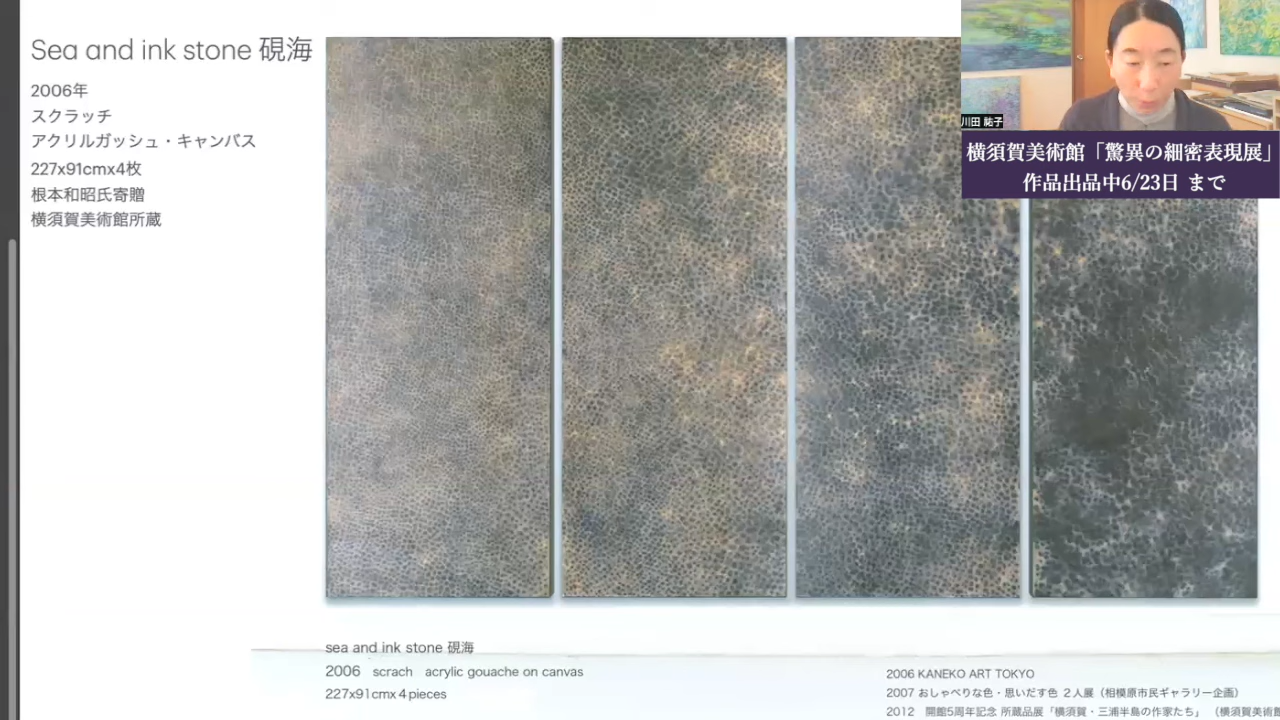 Sea and ink stone 硯海
2006年
スクラッチ
アクリルガッシュ・キャンバス
227x91cmx4枚
根本和昭氏寄贈
横須賀美術館所蔵
川田 祐子
横須賀美術館「驚異の細密表現展」
作品出品中6/23日 まで
sea and ink stone 硯海
2006 scrach acrylic gouache on canvas
227x91cmx 4 pieces
2006 KANEKO ART TOKYO
2007 おしゃべりな色・思いだす色 2人展（相模原市民ギャラリー企画）
2012 開館5周年記念 所蔵品展「横須賀・三浦半島の作家たち」 （横須賀美術館